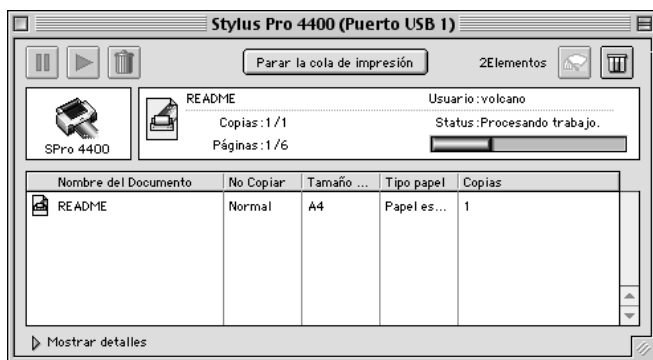 Stylus Pro 4400 (Puerto USB 1)
Parar la cola de impresión
2Elementos
README
Usuario:volcano
Copias:1/1
Status:Procesando trabajo.
SPro 4400
Páginas:1/6
Nombre del Documento No Copiar Tamaño ... Tipo papel Copias
README Normal A4 Papel es... 1
Mostrar detalles